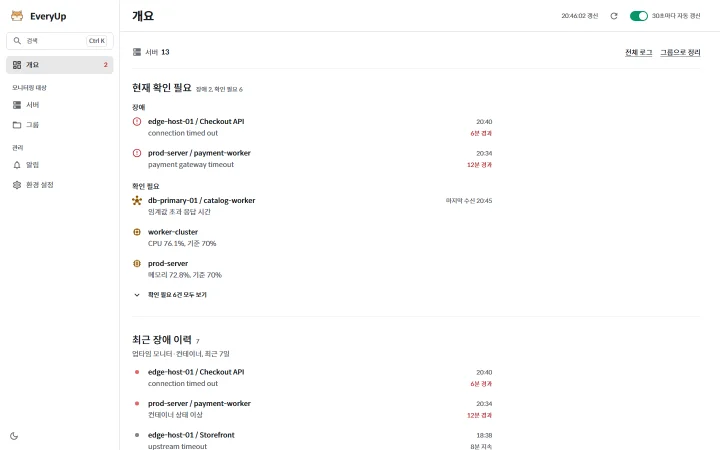 EveryUp
검색 Ctrl K
개요 2
모니터링 대상
서버
그룹
관리
알림
환경 설정
개요
20:46:02 갱신
30초마다 자동 갱신
서버 13
전체 로그
그룹으로 정리
현재 확인 필요 장애 2, 확인 필요 6
장애
edge-host-01 / Checkout API 20:40
connection timed out 6분 경과
prod-server / payment-worker 20:34
payment gateway timeout 12분 경과
확인 필요
db-primary-01 / catalog-worker 마지막 수신 20:45
임계값 초과 응답 시간
worker-cluster
CPU 76.1%, 기준 70%
prod-server
메모리 72.8%, 기준 70%
확인 필요 6건 모두 보기
최근 장애 이력 7
업타임 모니터 · 컨테이너, 최근 7일
edge-host-01 / Checkout API 20:40
connection timed out 6분 경과
prod-server / payment-worker 20:34
컨테이너 상태 이상 12분 경과
edge-host-01 / Storefront 18:38
upstream timeout 8분 지속